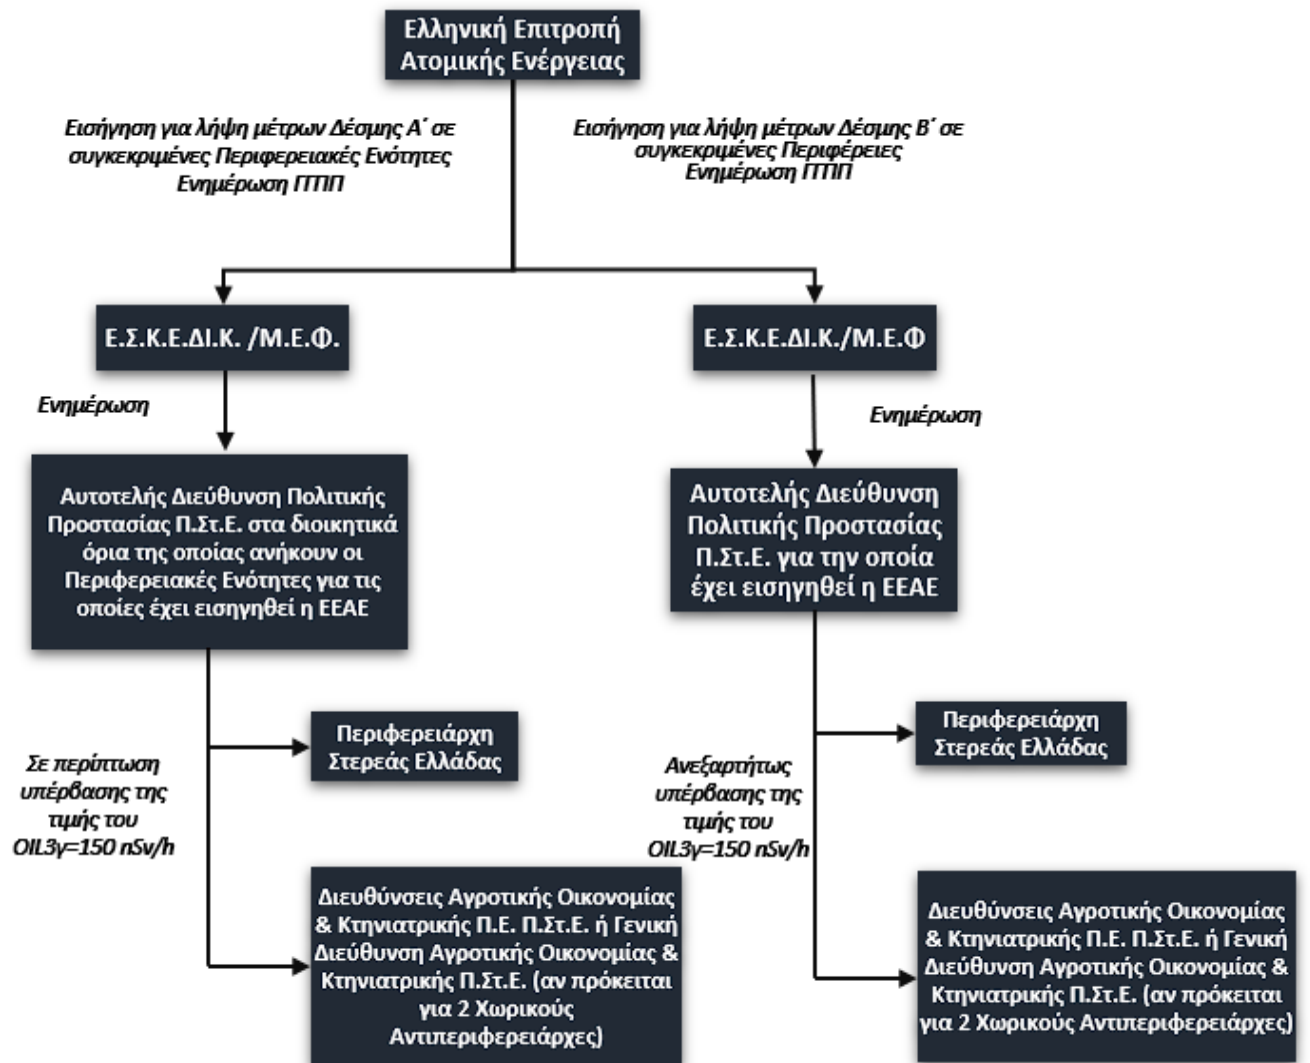 Ελληνική Επιτροπή
Ατομικής Ενέργειας
Εισήγηση για λήψη μέτρων Δέσμης Α΄ σε
συγκεκριμένες Περιφερειακές Ενότητες
Ενημέρωση ΓΓΠΠ
Εισήγηση για λήψη μέτρων Δέσμης Β΄ σε
συγκεκριμένες Περιφέρειες
Ενημέρωση ΓΓΠΠ
Ε.Σ.Κ.Ε.ΔΙ.Κ. /Μ.Ε.Φ.
Ε.Σ.Κ.Ε.ΔΙ.Κ./Μ.Ε.Φ
Ενημέρωση
Ενημέρωση
Αυτοτελής Διεύθυνση Πολιτικής
Προστασίας Π.Στ.Ε. στα διοικητικά
όρια της οποίας ανήκουν οι
Περιφερειακές Ενότητες για τις
οποίες έχει εισηγηθεί η ΕΕΑΕ
Αυτοτελής Διεύθυνση
Πολιτικής Προστασίας
Π.Στ.Ε. για την οποία
έχει εισηγηθεί η ΕΕΑΕ
Περιφερειάρχη
Στερεάς Ελλάδας
Περιφερειάρχη
Στερεάς Ελλάδας
Σε περίπτωση
υπέρβασης της
τιμής του
OIL3γ=150 nSv/h
Ανεξαρτήτως
υπέρβασης της
τιμής του
OIL3γ=150 nSv/h
Διευθύνσεις Αγροτικής Οικονομίας
& Κτηνιατρικής Π.Ε. Π.Στ.Ε. ή Γενική
Διεύθυνση Αγροτικής Οικονομίας &
Κτηνιατρικής Π.Στ.Ε. (αν πρόκειται
για 2 Χωρικούς
Αντιπεριφερειάρχες)
Διευθύνσεις Αγροτικής Οικονομίας
& Κτηνιατρικής Π.Ε. Π.Στ.Ε. ή Γενική
Διεύθυνση Αγροτικής Οικονομίας &
Κτηνιατρικής Π.Στ.Ε. (αν πρόκειται
για 2 Χωρικούς Αντιπεριφερειάρχες)